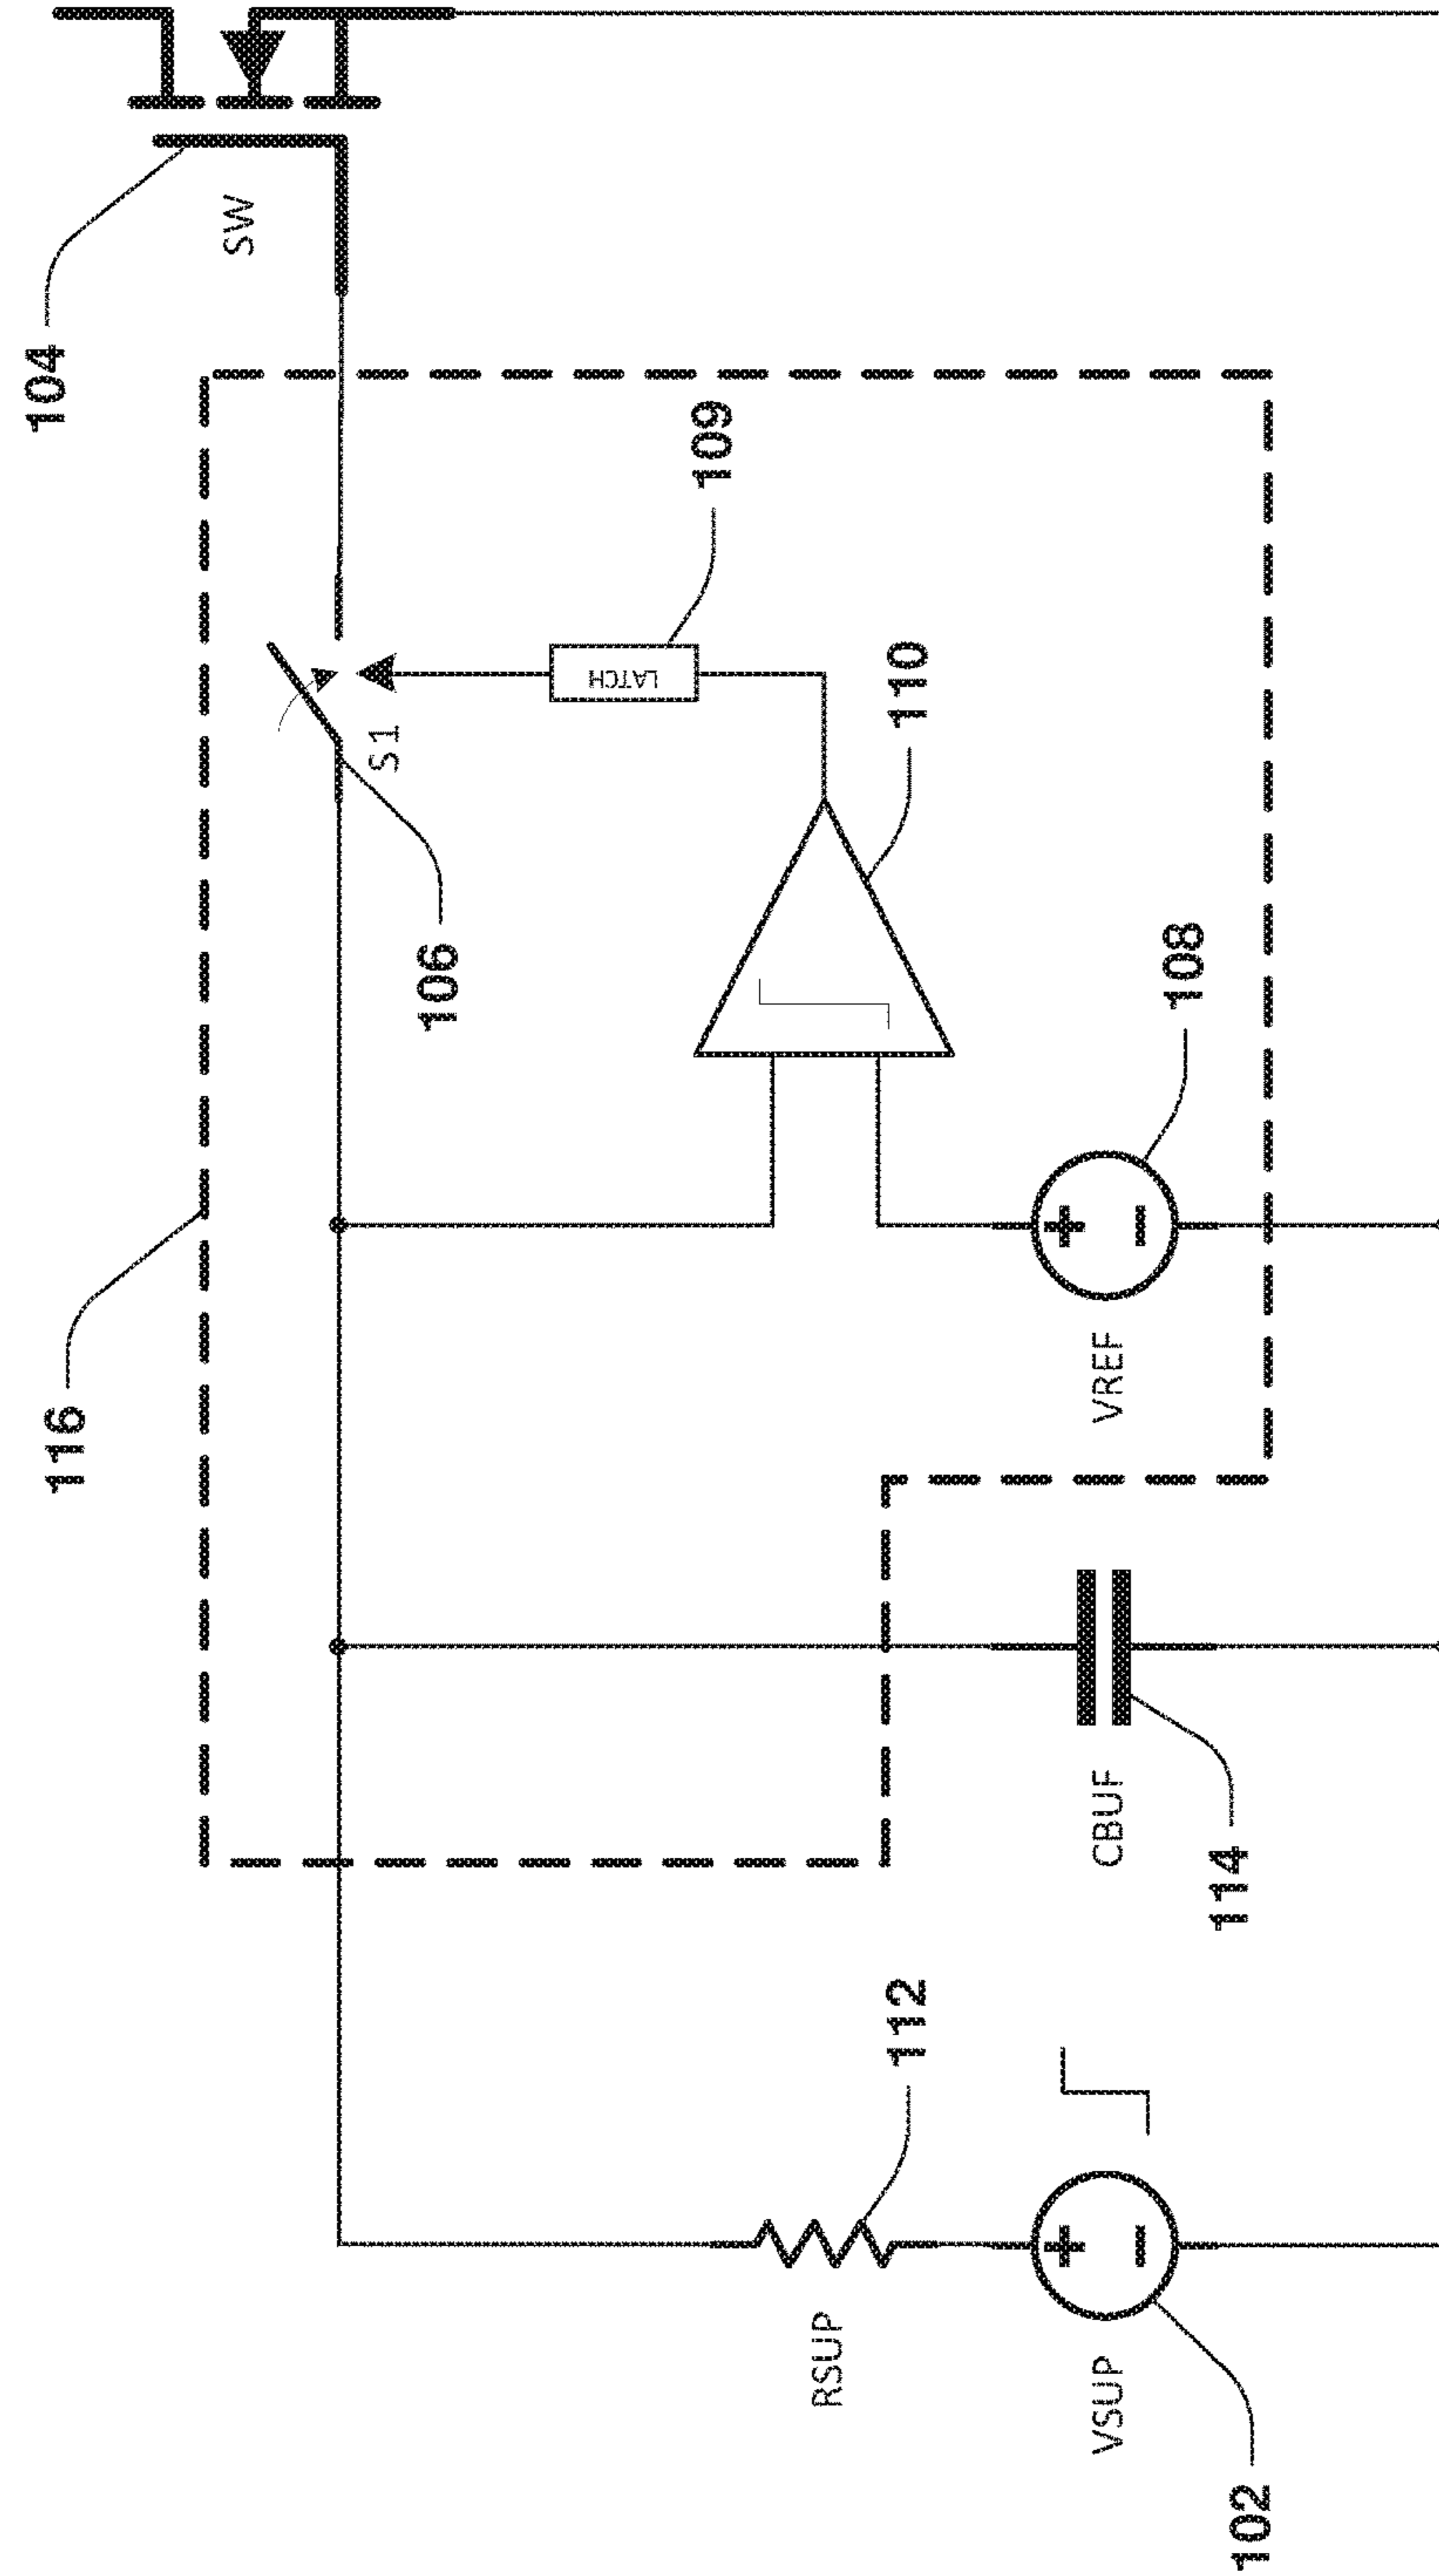 104
SW
116
109
LATCH
S1
106
110
108
VREF
CBUF
114
112
RSUP
VSUP
102